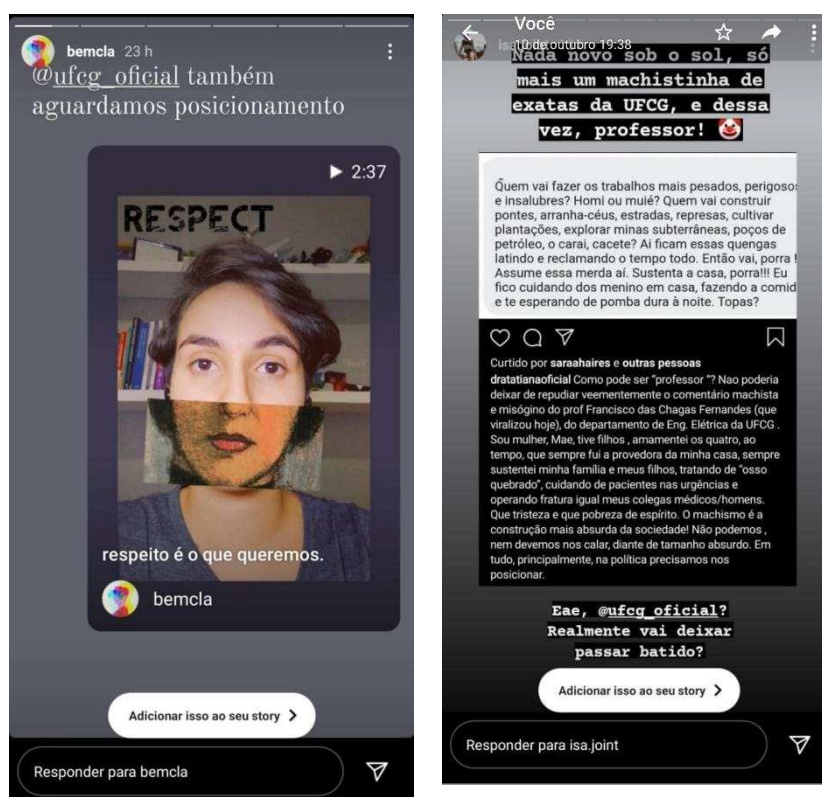 bemcla 23 h
@ufcg_oficial também
aguardamos posicionamento
2:37
RESPECT
respeito é o que queremos.
bemcla
Adicionar isso ao seu story
Responder para bemcla
Você
10 de outubro 19:38
Nada novo sob o sol, só
mais um machistinha de
exatas da UFCG, e dessa
vez, professor!
Quem vai fazer os trabalhos mais pesados, perigosos
e insalubres? Homi ou muié? Quem vai construir
pontes, arranha-céus, estradas, represas, cultivar
plantações, explorar minas subterrâneas, poços de
petróleo, o carai, cacete? Ai ficam essas quengas
latindo e reclamando o tempo todo. Então vai, porra !
Assume essa merda aí. Sustenta a casa, porra!!! Eu
fico cuidando dos menino em casa, fazendo a comid
e te esperando de pomba dura à noite. Topas?
Curtido por saraahaires e outras pessoas
dratatianaoficial Como pode ser "professor "? Nao poderia
deixar de repudiar veementemente o comentário machista
e misógino do prof Francisco das Chagas Fernandes (que
viralizou hoje), do departamento de Eng. Elétrica da UFCG .
Sou mulher, Mae, tive filhos , amamentei os quatro, ao
tempo, que sempre fui a provedora da minha casa, sempre
sustentei minha família e meus filhos, tratando de "osso
quebrado", cuidando de pacientes nas urgências e
operando fratura igual meus colegas médicos/homens.
Que tristeza e que pobreza de espírito. O machismo é a
construção mais absurda da sociedade! Não podemos ,
nem devemos nos calar, diante de tamanho absurdo. Em
tudo, principalmente, na política precisamos nos
posicionar.
Eae, @ufcg_oficial?
Realmente vai deixar
passar batido?
Adicionar isso ao seu story
Responder para isa.joint